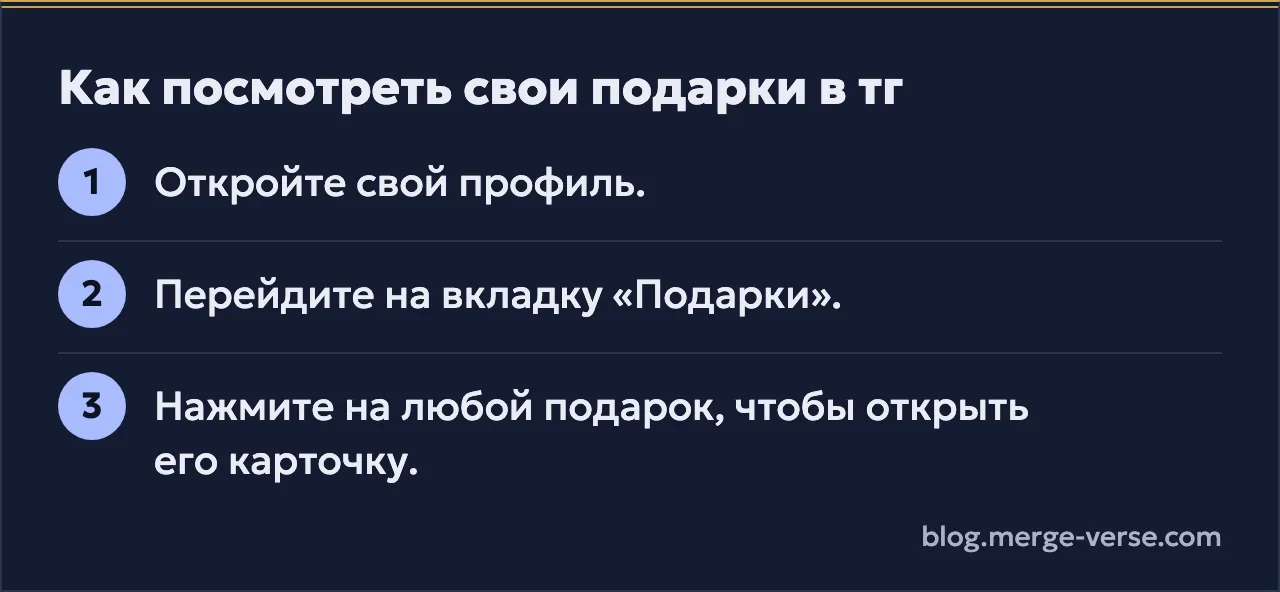 Как посмотреть свои подарки в тг
1 Откройте свой профиль.
2 Перейдите на вкладку «Подарки».
3 Нажмите на любой подарок, чтобы открыть
его карточку.
blog.merge-verse.com